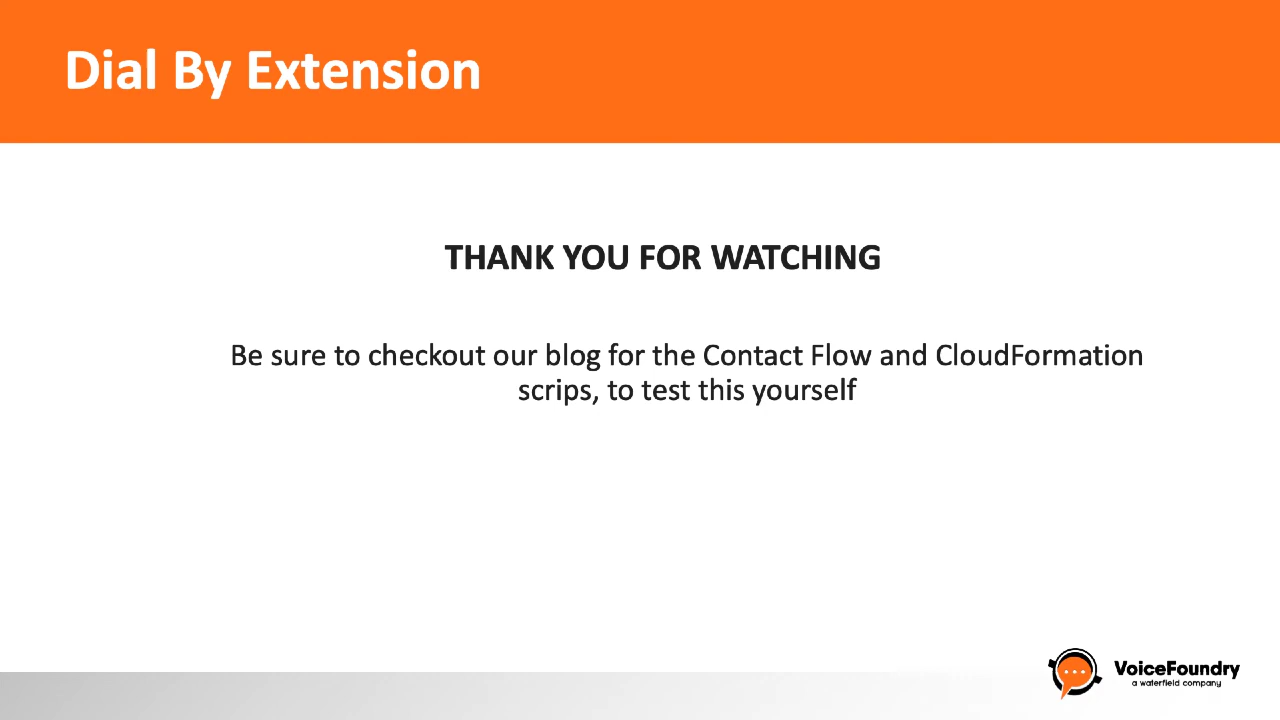 Dial By Extension
THANK YOU FOR WATCHING
Be sure to checkout our blog for the Contact Flow and CloudFormation
scrips, to test this yourself
VoiceFoundry
a waterfield company